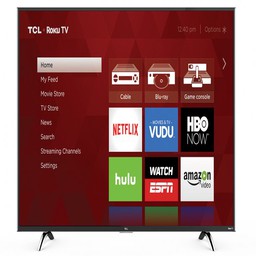 TCL · Roku TV
12:40 pm
Options
Home
My Feed
Movie Store
TV Store
News
Search
Streaming Channels
Settings
Cable
Blu-ray
Game console
NETFLIX
MOVIES & TV
VUDU
HBO
NOW
hulu
WATCH
ESPN
amazon
TCL